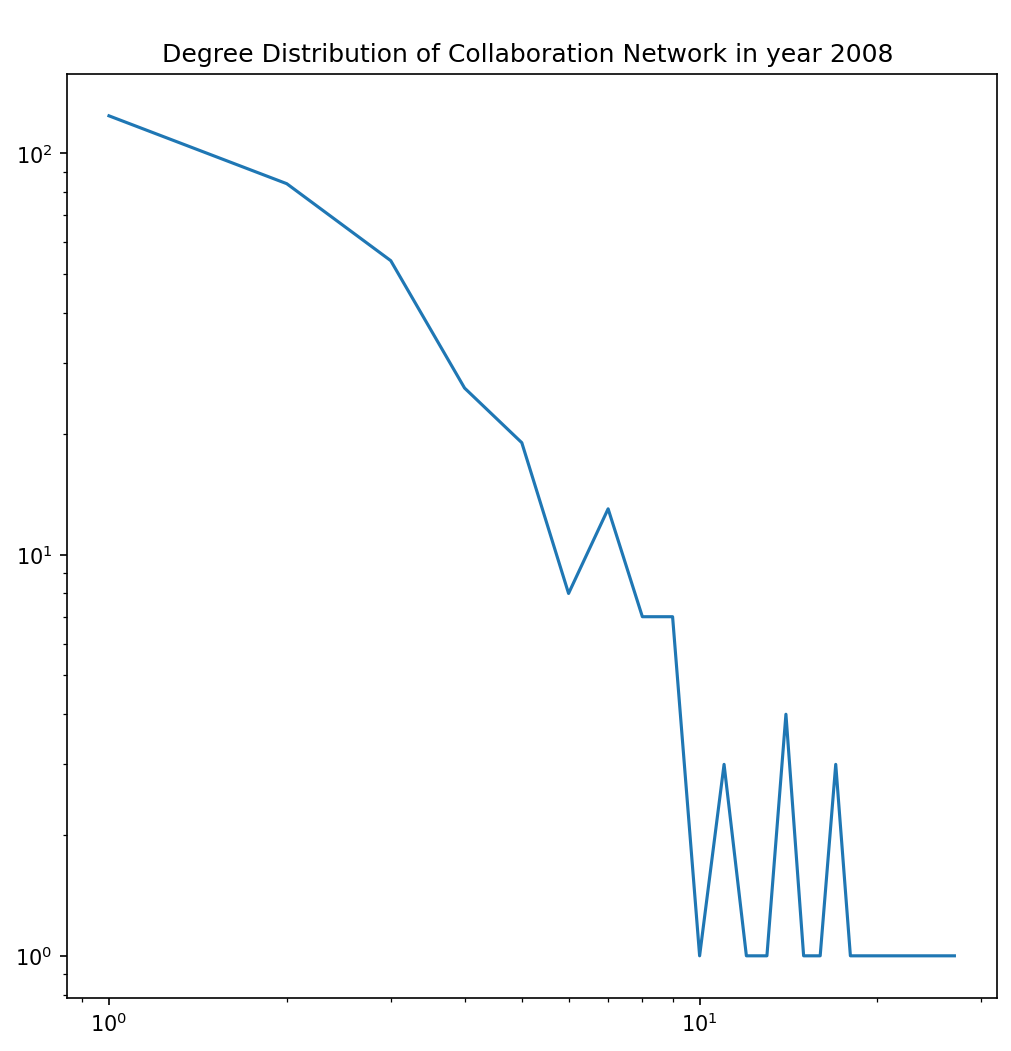 Degree Distribution of Collaboration Network in year 2008
10²
10¹
10⁰
10⁰ 10¹